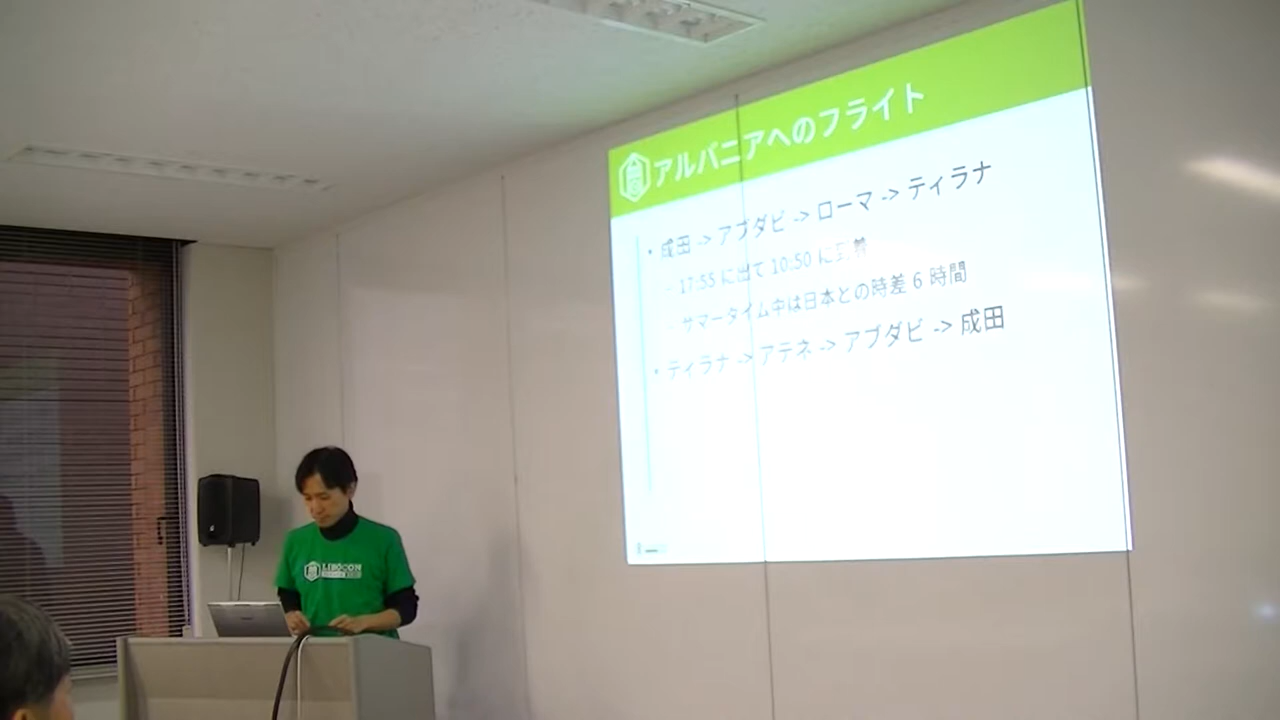 アルバニアへのフライト
• 成田 -> アブダビ -> ローマ -> ティラナ
– 17:55 に出て 10:50 に到着
– サマータイム中は日本との時差 6 時間
• ティラナ -> アテネ -> アブダビ -> 成田
LIBOCON